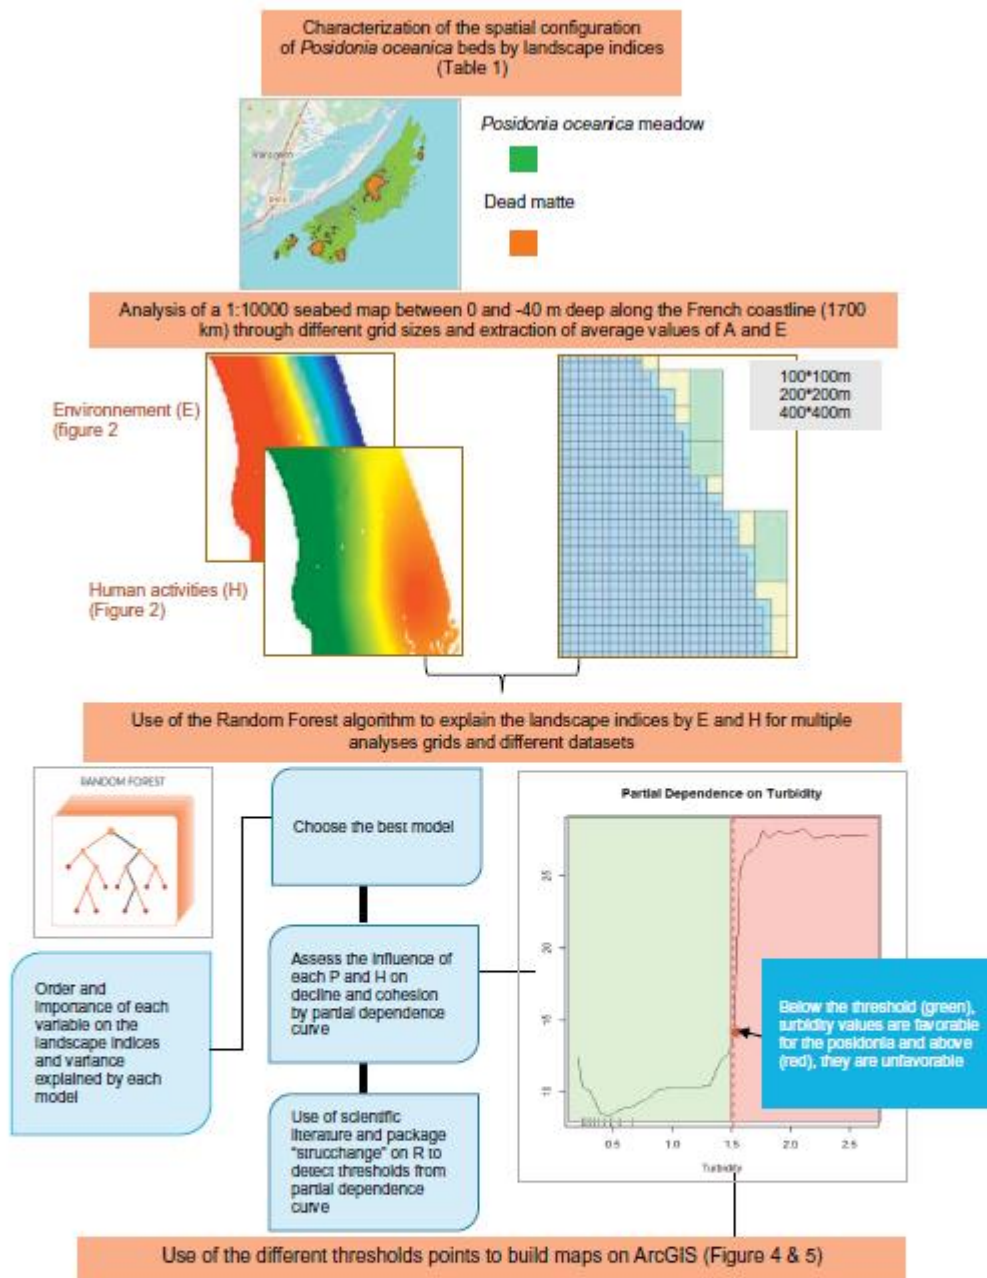 Characterization of the spatial configuration
of Posidonia oceanica beds by landscape indices
(Table 1)
Posidonia oceanica meadow
Dead matte
Analysis of a 1:10000 seabed map between 0 and -40 m deep along the French coastline (1700
km) through different grid sizes and extraction of average values of A and E
Environnement (E)
(figure 2
100*100m
200*200m
400*400m
Human activities (H)
(Figure 2)
Use of the Random Forest algorithm to explain the landscape indices by E and H for multiple
analyses grids and different datasets
RANDOM FOREST
Choose the best model
Order and
Importance of each
variable on the
landscape indices
and variance
explained by each
model
Assess the influence of
each P and H on
decline and cohesion
by partial dependence
curve
Use of scientific
literature and package
"strucchange" on R to
detect thresholds from
partial dependence
curve
Partial Dependence on Turbidity
25
20
15
10
0.5 1.0 1.5 2.0 2.5
Turbidity
Below the threshold (green),
turbidity values are favorable
for the posidonia and above
(red), they are unfavorable
Use of the different thresholds points to build maps on ArcGIS (Figure 4 & 5)